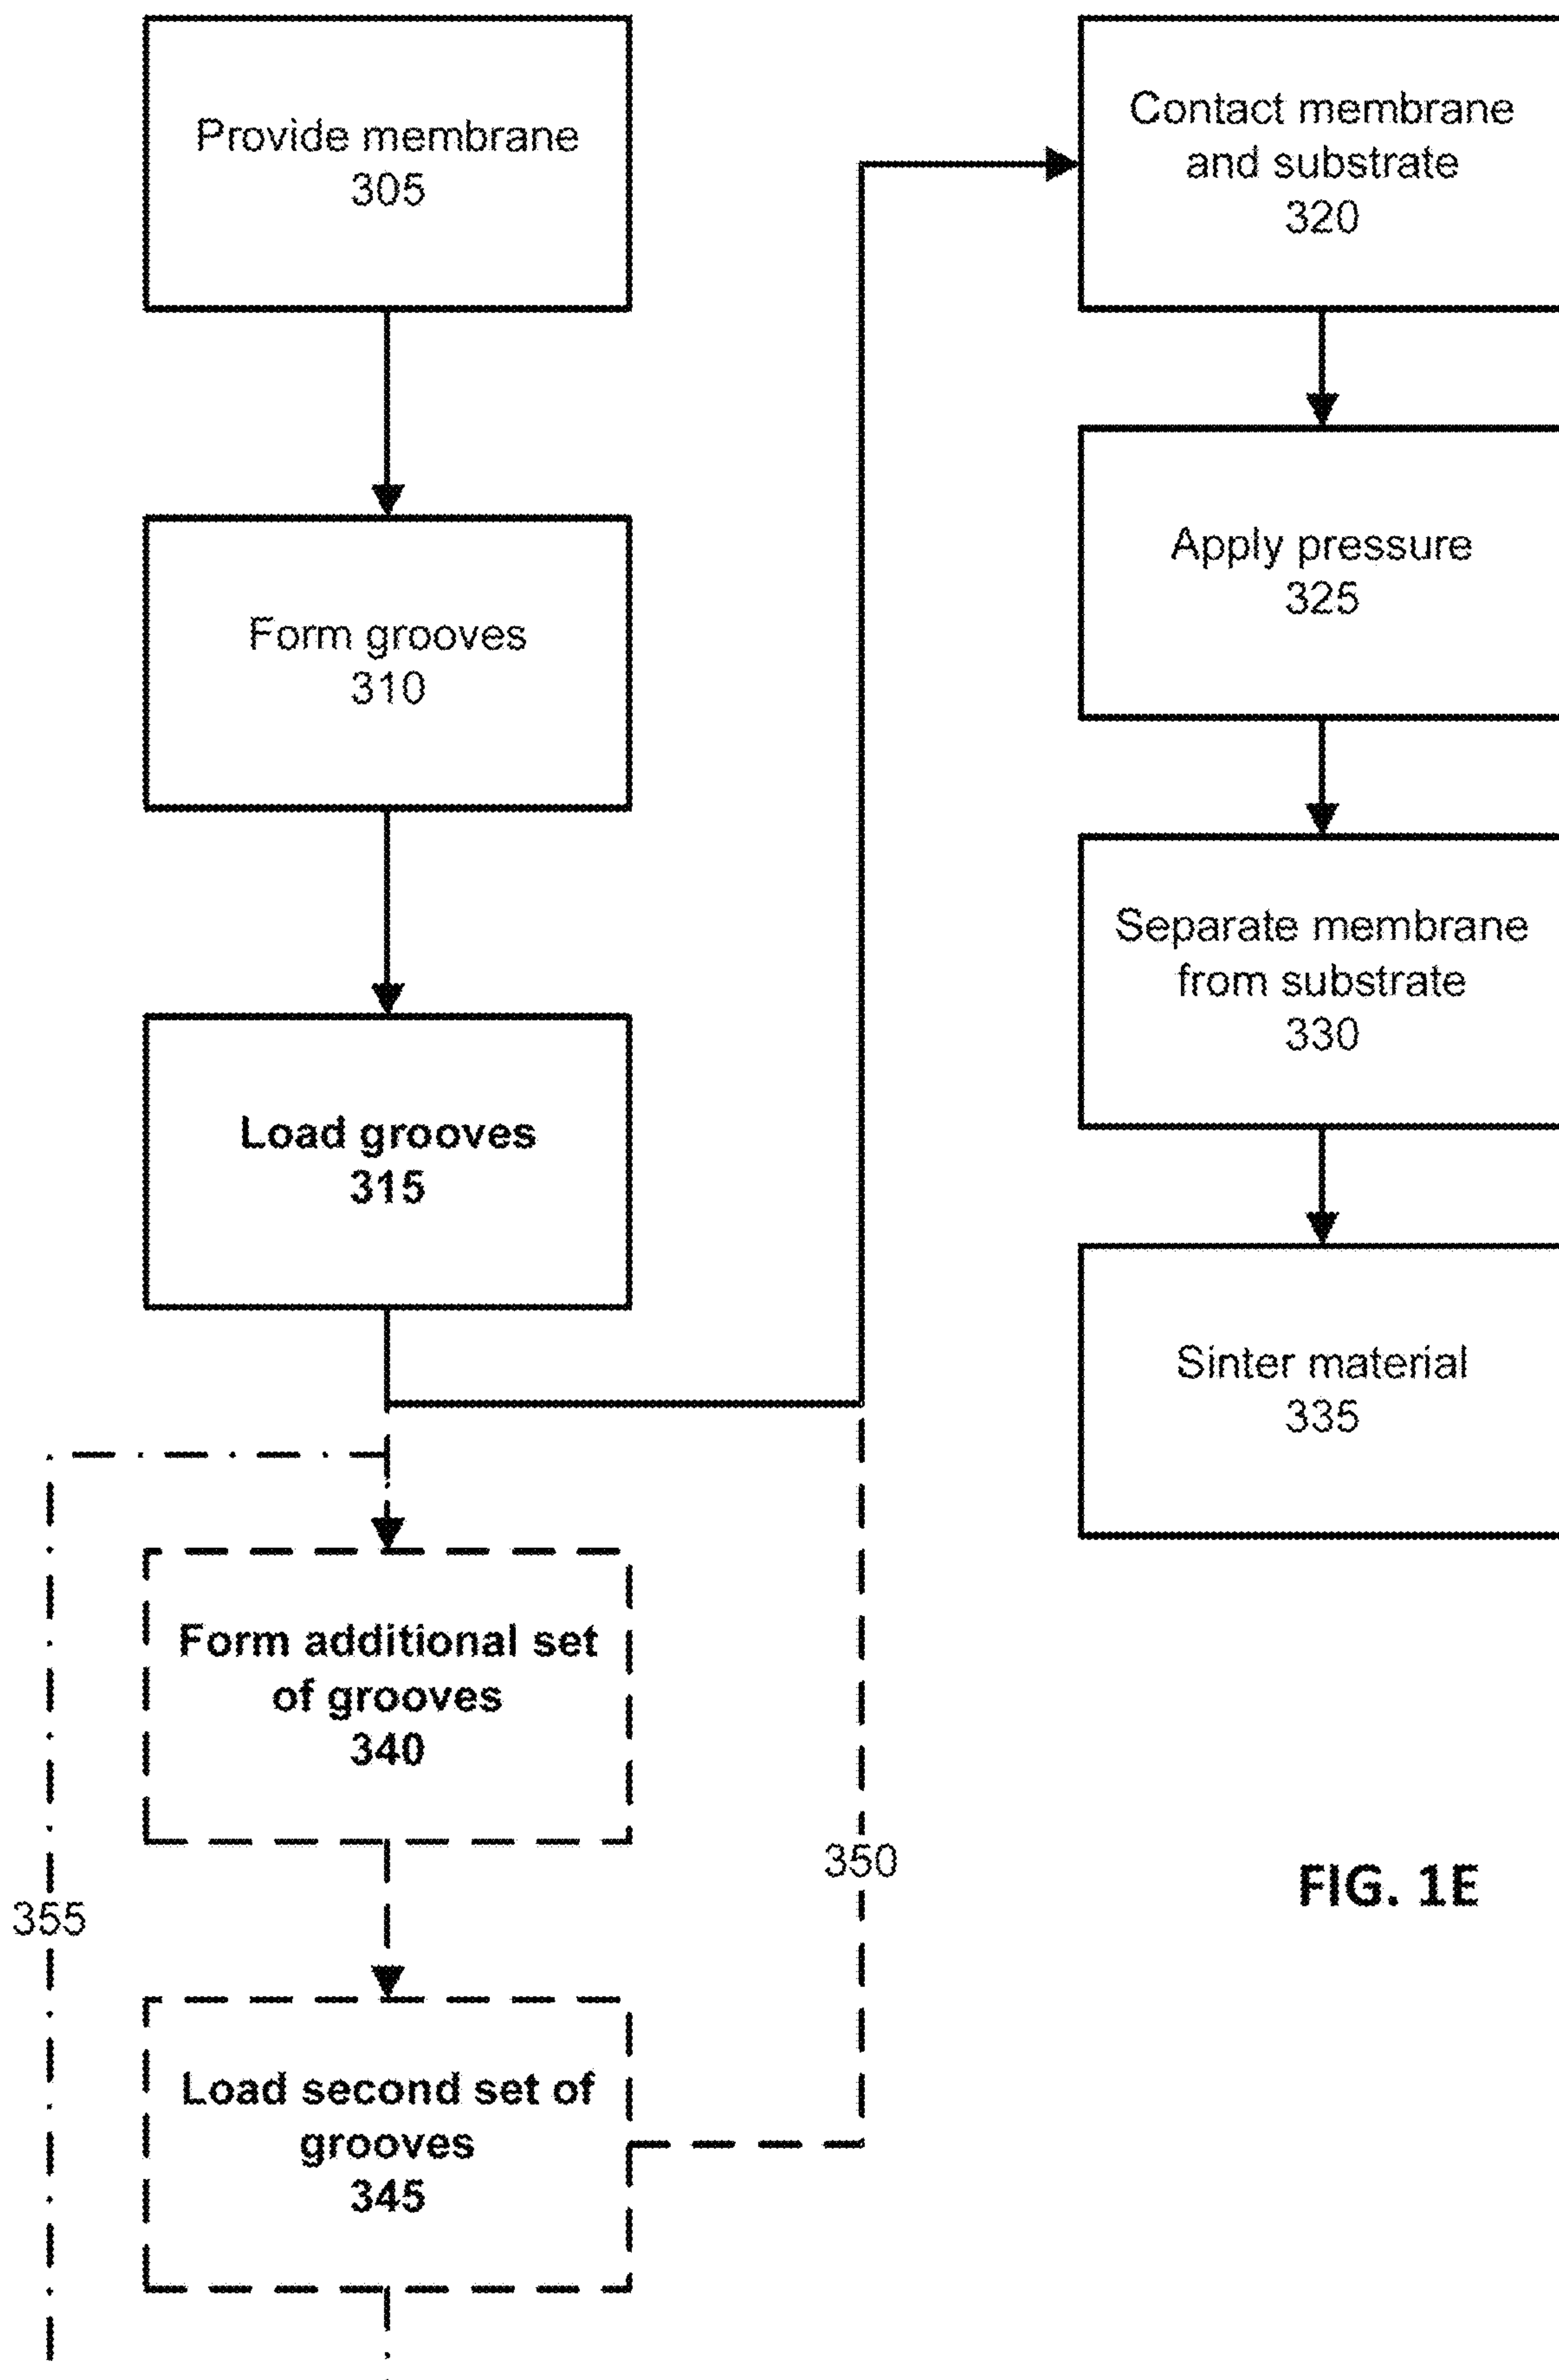 Provide membrane
305
Form grooves
310
Load grooves
315
Form additional set
of grooves
340
Load second set of
grooves
345
355
350
Contact membrane
and substrate
320
Apply pressure
325
Separate membrane
from substrate
330
Sinter material
335
FIG. 1E